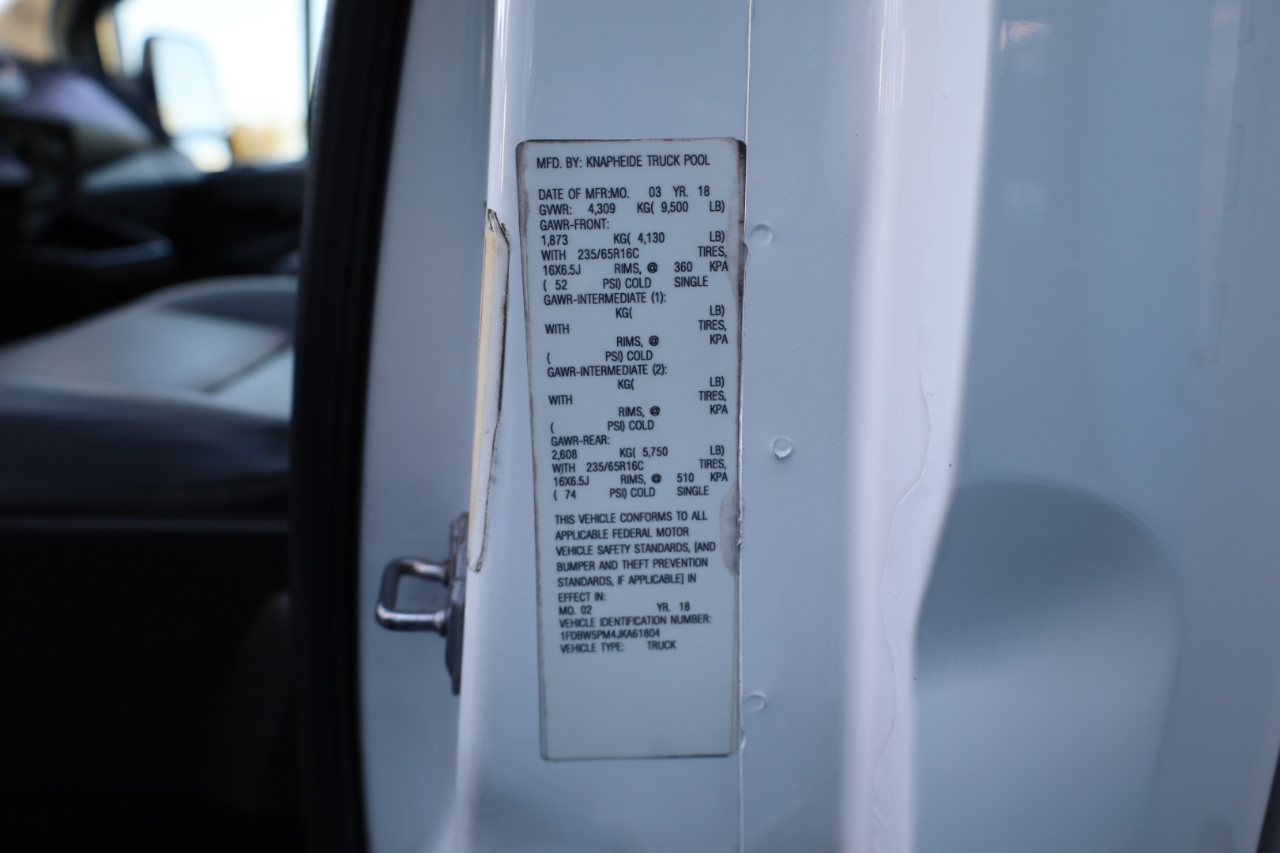 MFD. BY: KNAPHEIDE TRUCK POOL
DATE OF MFR:MO. 03 YR. 18
GVWR: 4,309 KG( 9,500 LB)
GAWR-FRONT:
1,873 KG( 4,130 LB)
WITH 235/65R16C TIRES,
16X6.5J RIMS, @ 360 KPA
( 52 PSI) COLD SINGLE
GAWR-INTERMEDIATE (1):
KG( LB)
WITH TIRES,
RIMS, @ KPA
( PSI) COLD
GAWR-INTERMEDIATE (2):
KG( LB)
WITH TIRES,
RIMS, @ KPA
( PSI) COLD
GAWR-REAR:
2,608 KG( 5,750 LB)
WITH 235/65R16C TIRES,
16X6.5J RIMS, @ 510 KPA
( 74 PSI) COLD SINGLE
THIS VEHICLE CONFORMS TO ALL
APPLICABLE FEDERAL MOTOR
VEHICLE SAFETY STANDARDS, [AND
BUMPER AND THEFT PREVENTION
STANDARDS, IF APPLICABLE] IN
EFFECT IN:
MO. 02 YR. 18
VEHICLE IDENTIFICATION NUMBER:
1FDBW5PM4JKA61804
VEHICLE TYPE: TRUCK